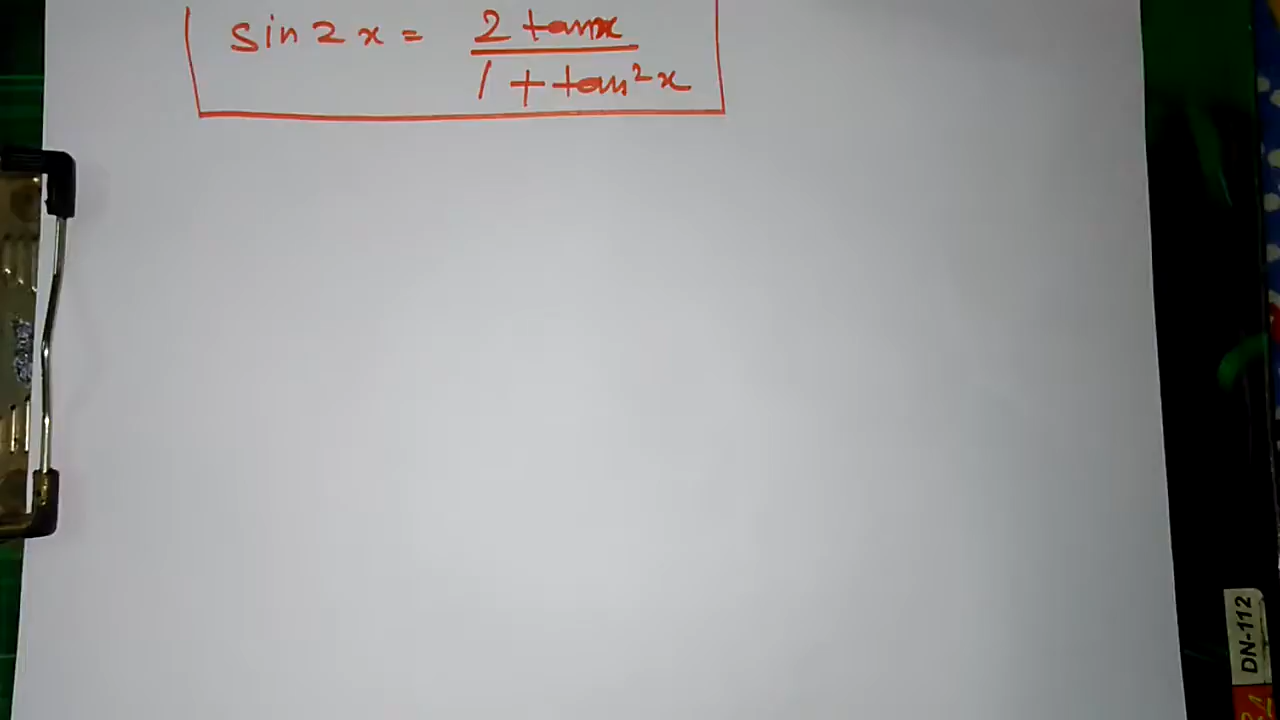 sin 2x = 2 tanx / 1 + tan²x
DN-112